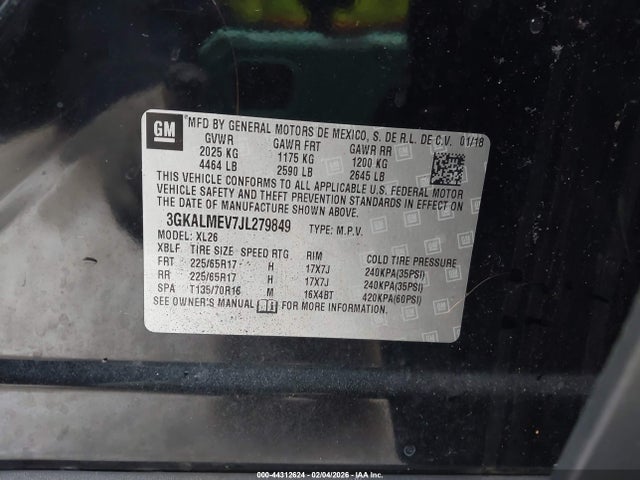 GM
MFD BY GENERAL MOTORS DE MEXICO, S. DE R.L. DE C.V. 01/18
GVWR GAWR FRT GAWR RR
2025 KG 1175 KG 1200 KG
4464 LB 2590 LB 2645 LB
THIS VEHICLE CONFORMS TO ALL APPLICABLE U.S. FEDERAL MOTOR
VEHICLE SAFETY AND THEFT PREVENTION STANDARDS IN EFFECT ON
THE DATE OF MANUFACTURE SHOWN ABOVE.
3GKALMEV7JL279849 TYPE: M.P.V.
MODEL: XL26
XBLF TIRE SIZE SPEED RTG RIM COLD TIRE PRESSURE
FRT 225/65R17 H 17X7J 240KPA(35PSI)
RR 225/65R17 H 17X7J 240KPA(35PSI)
SPA T135/70R16 M 16X4BT 420KPA(60PSI)
SEE OWNER'S MANUAL FOR MORE INFORMATION.
000-44312624 - 02/04/2026 - IAA Inc.